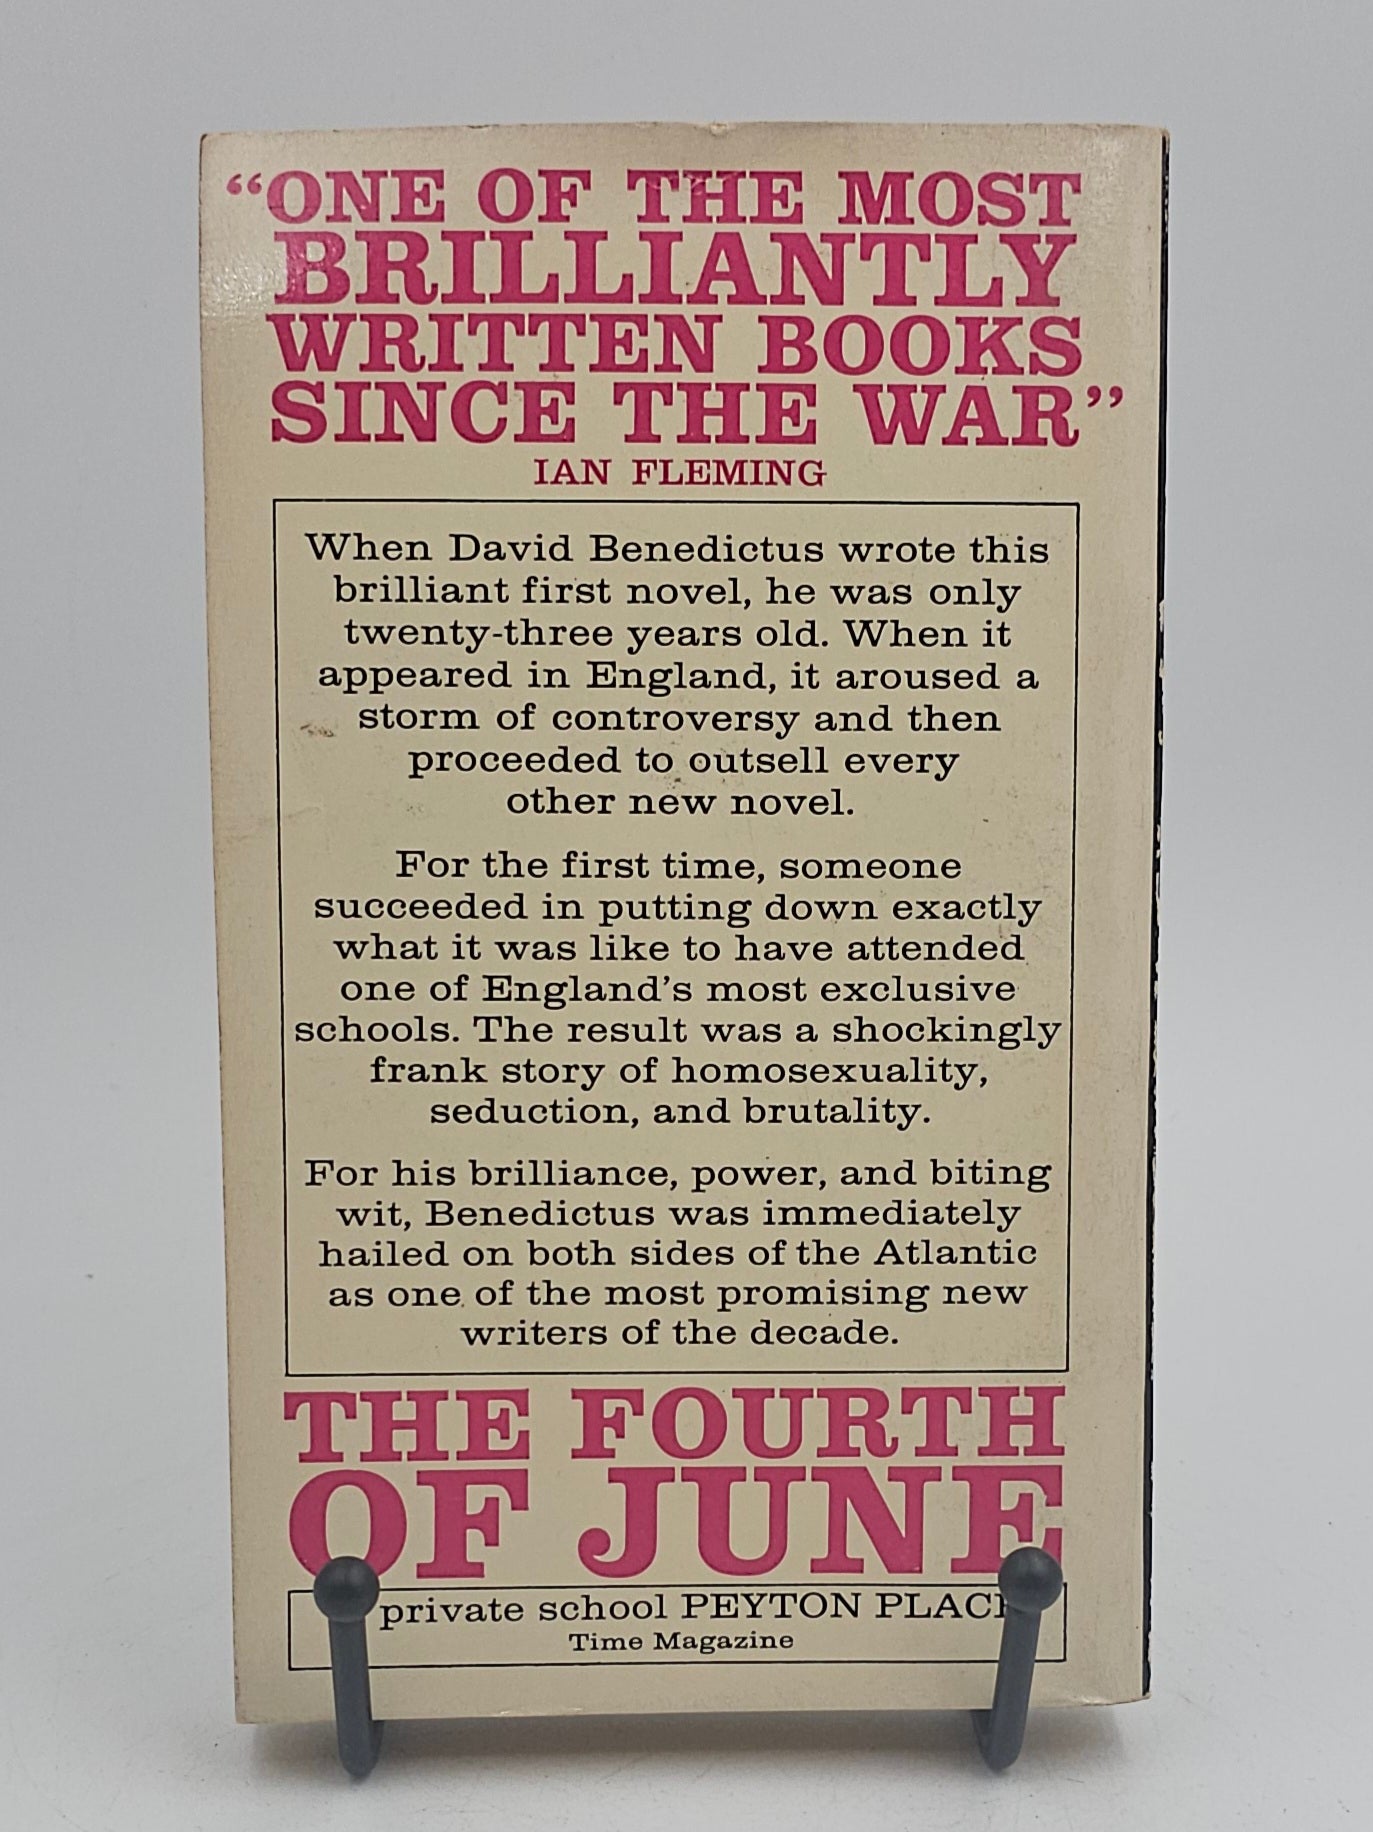 “ONE OF THE MOST
BRILLIANTLY
WRITTEN BOOKS
SINCE THE WAR”
IAN FLEMING
When David Benedictus wrote this
brilliant first novel, he was only
twenty-three years old. When it
appeared in England, it aroused a
storm of controversy and then
proceeded to outsell every
other new novel.
For the first time, someone
succeeded in putting down exactly
what it was like to have attended
one of England’s most exclusive
schools. The result was a shockingly
frank story of homosexuality,
seduction, and brutality.
For his brilliance, power, and biting
wit, Benedictus was immediately
hailed on both sides of the Atlantic
as one of the most promising new
writers of the decade.
THE FOURTH
OF JUNE
private school PEYTON PLACE
Time Magazine